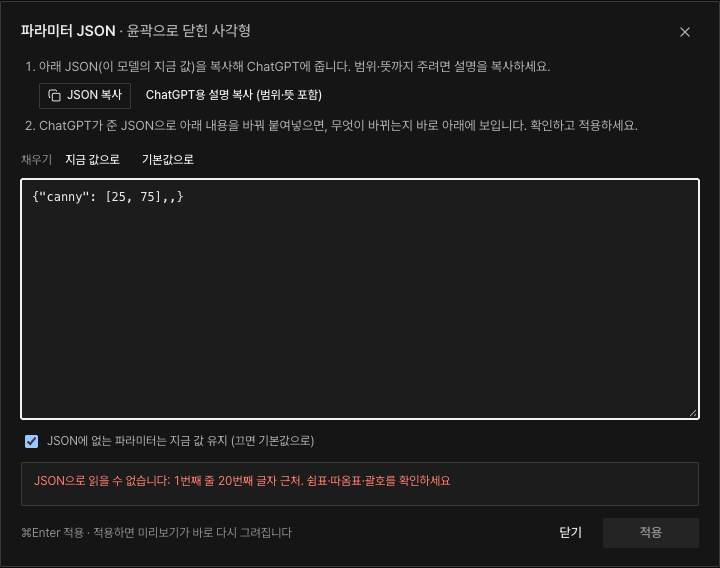 파라미터 JSON · 윤곽으로 닫힌 사각형
1. 아래 JSON(이 모델의 지금 값)을 복사해 ChatGPT에 줍니다. 범위·뜻까지 주려면 설명을 복사하세요.
JSON 복사 ChatGPT용 설명 복사 (범위·뜻 포함)
2. ChatGPT가 준 JSON으로 아래 내용을 바꿔 붙여넣으면, 무엇이 바뀌는지 바로 아래에 보입니다. 확인하고 적용하세요.
채우기 지금 값으로 기본값으로
{"canny": [25, 75],,}
JSON에 없는 파라미터는 지금 값 유지 (끄면 기본값으로)
JSON으로 읽을 수 없습니다: 1번째 줄 20번째 글자 근처. 쉼표·따옴표·괄호를 확인하세요
⌘Enter 적용 · 적용하면 미리보기가 바로 다시 그려집니다
닫기 적용